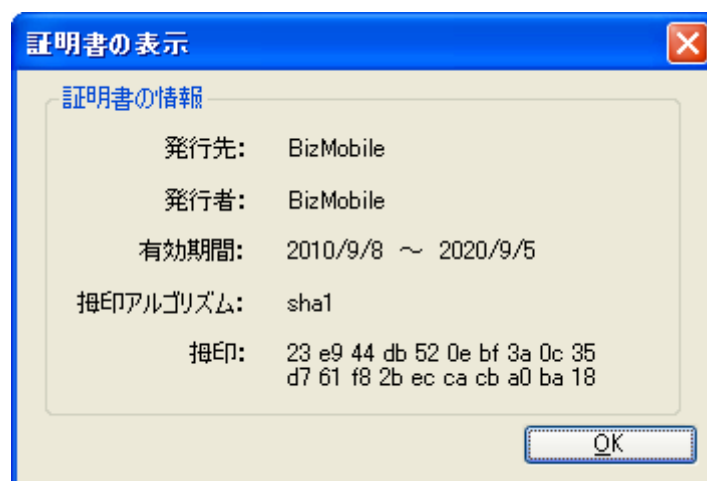 証明書の表示
証明書の情報
発行先: BizMobile
発行者: BizMobile
有効期間: 2010/9/8 ～ 2020/9/5
拇印アルゴリズム: sha1
拇印: 23 e9 44 db 52 0e bf 3a 0c 35
d7 61 f8 2b ec ca cb a0 ba 18
OK